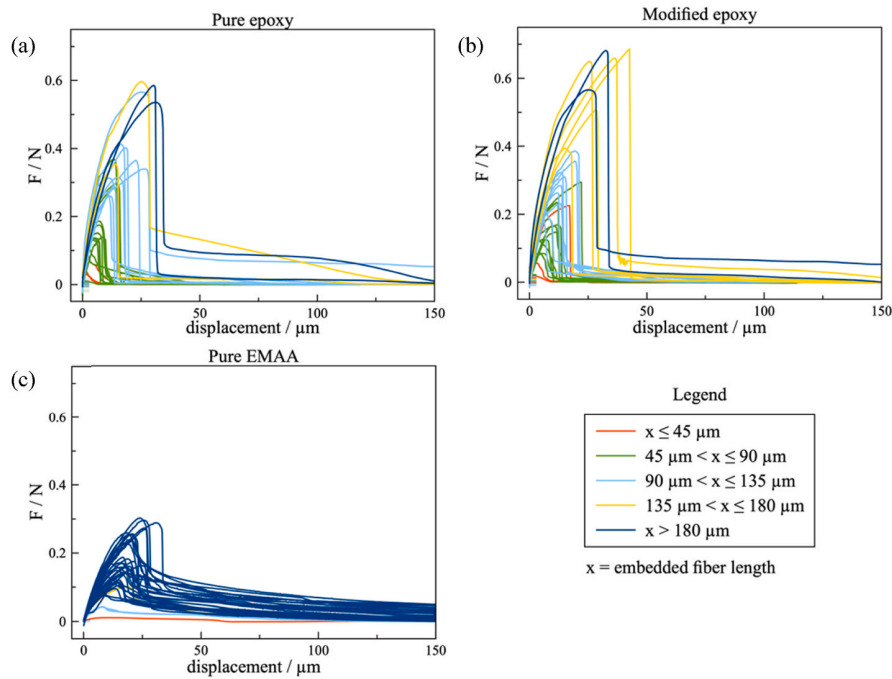 Pure epoxy
(a)
0.6
0.4
0.2
0
F / N
0
50
100
150
displacement / µm
Modified epoxy
(b)
0.6
0.4
0.2
0
F / N
0
50
100
150
displacement / µm
Pure EMAA
(c)
0.6
0.4
0.2
0
F / N
0
50
100
150
displacement / µm
Legend
x ≤ 45 µm
45 µm < x ≤ 90 µm
90 µm < x ≤ 135 µm
135 µm < x ≤ 180 µm
x > 180 µm
x = embedded fiber length